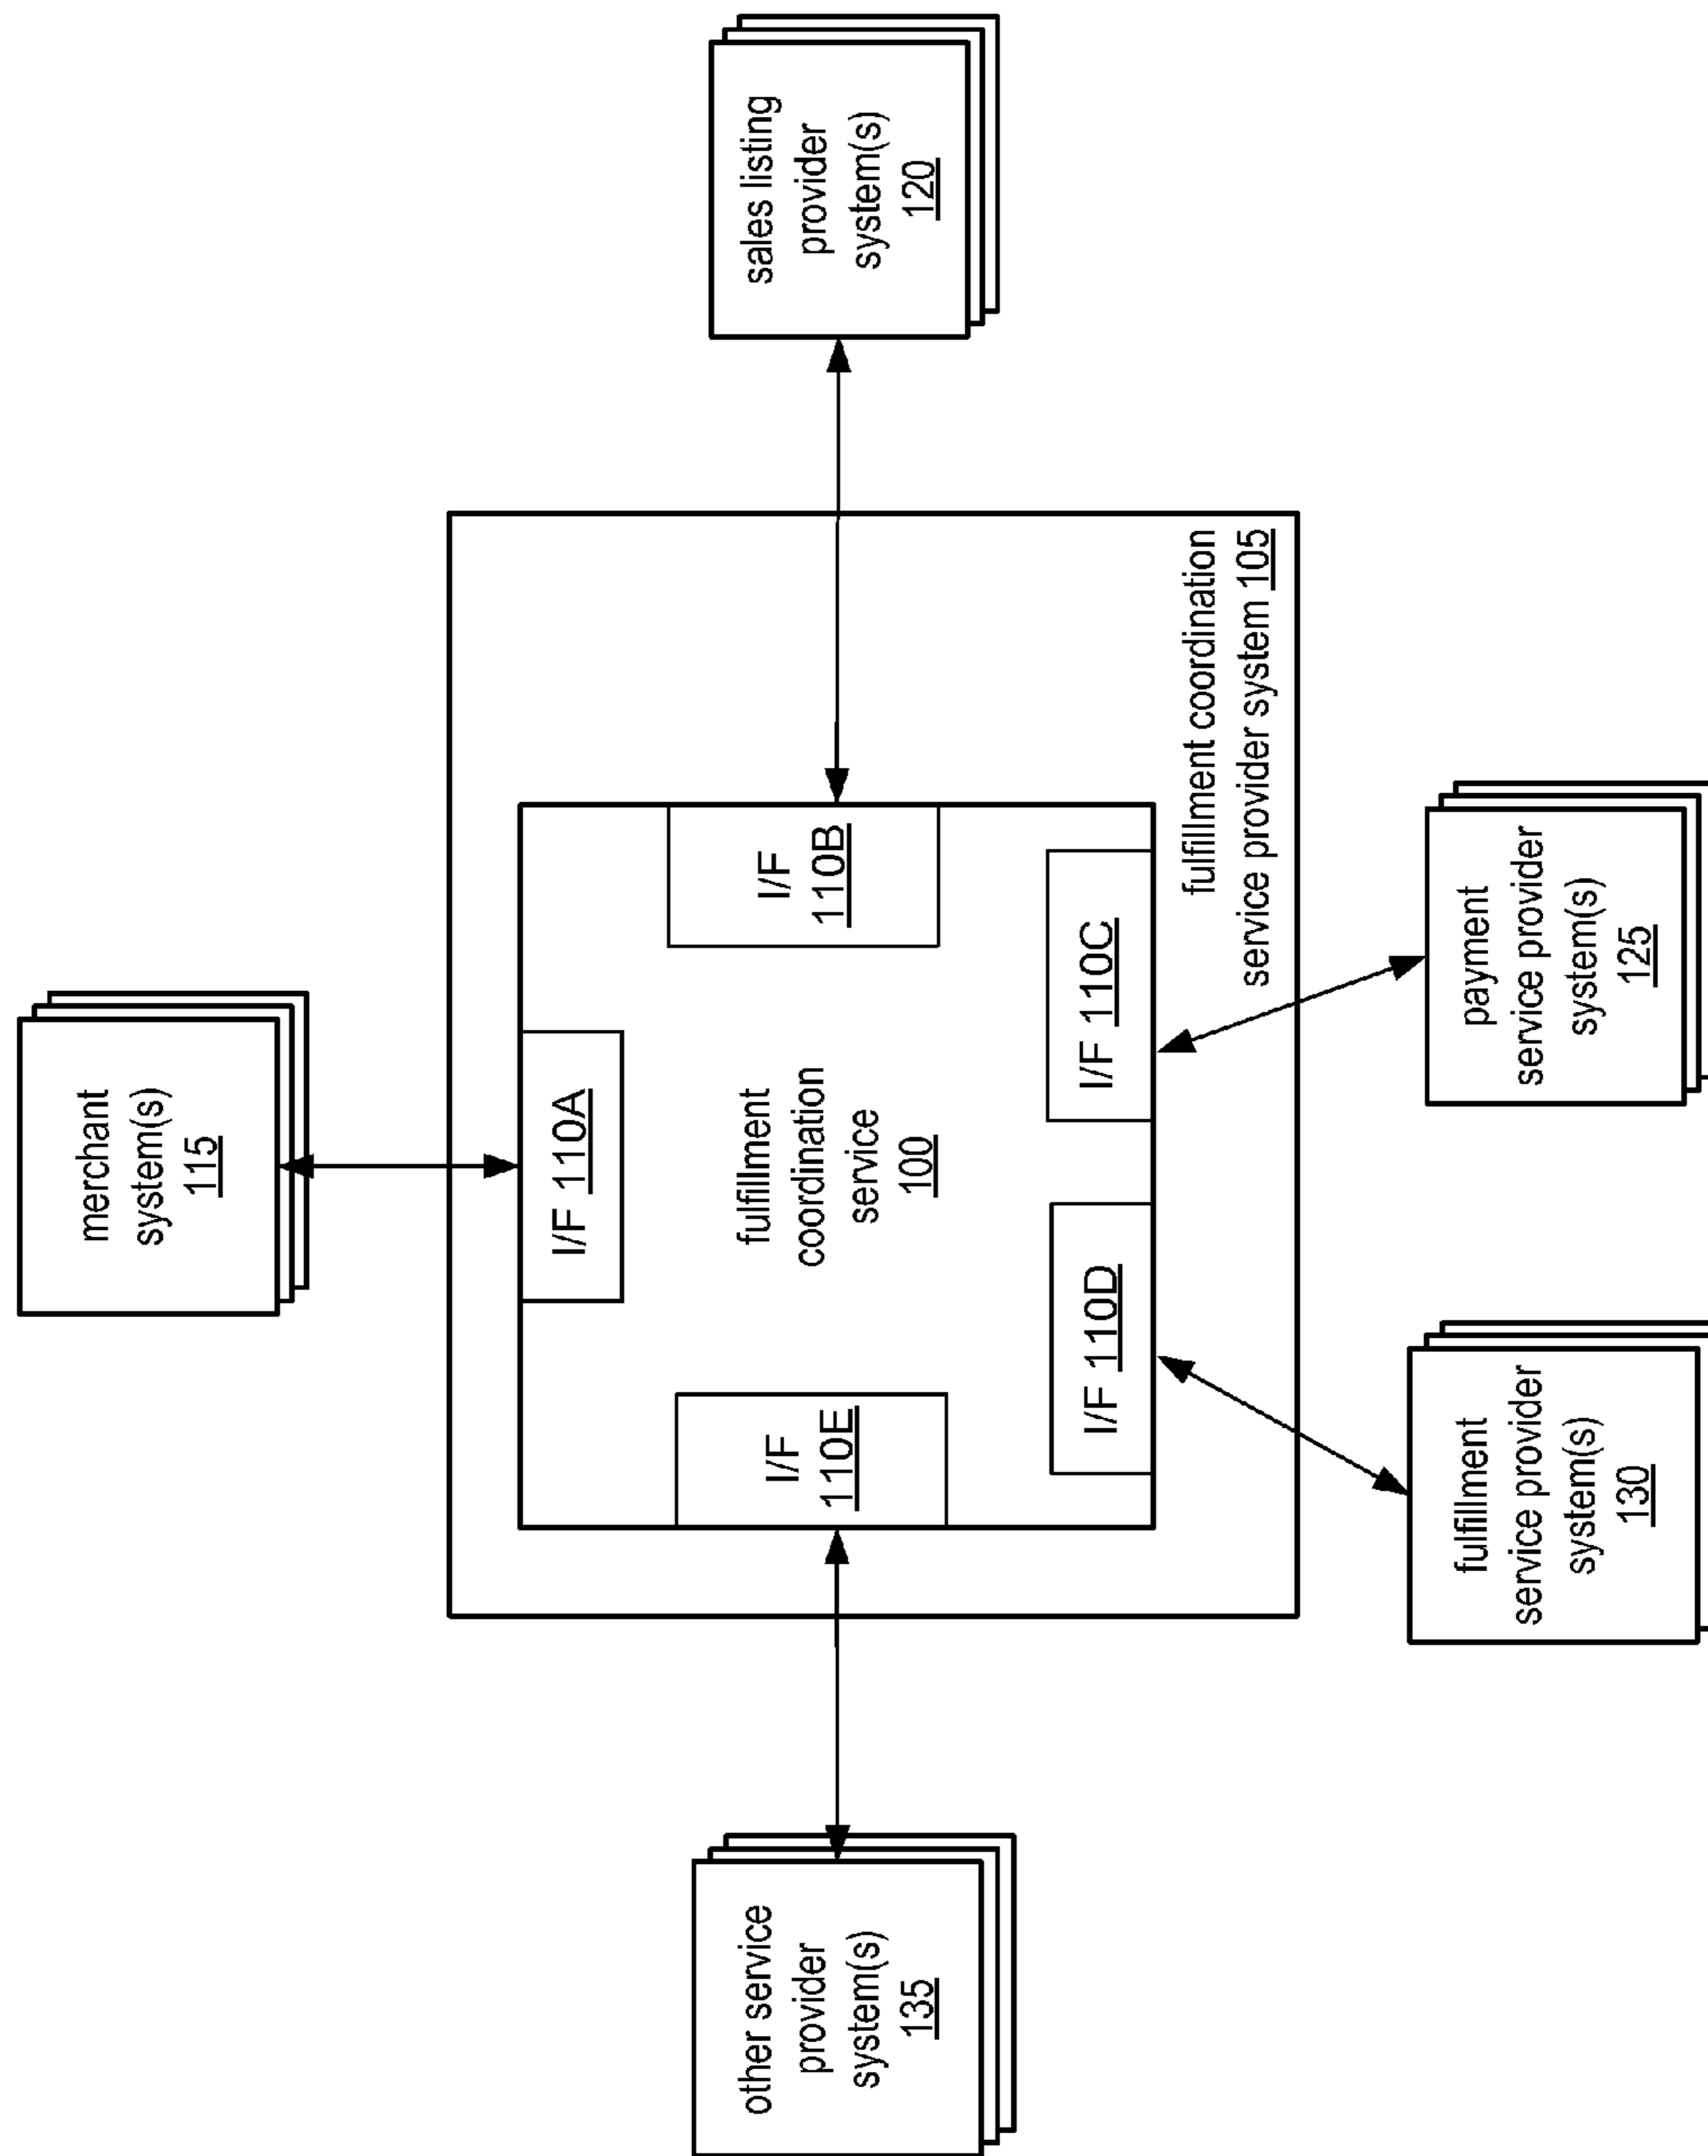 merchant
system(s)
115
other service
provider
system(s)
135
I/F 110A
I/F
110E
fulfillment
coordination
service
100
I/F
110B
sales listing
provider
system(s)
120
I/F 110D
I/F 110C
fulfillment coordination
service provider system 105
fulfillment
service provider
system(s)
130
payment
service provider
system(s)
125